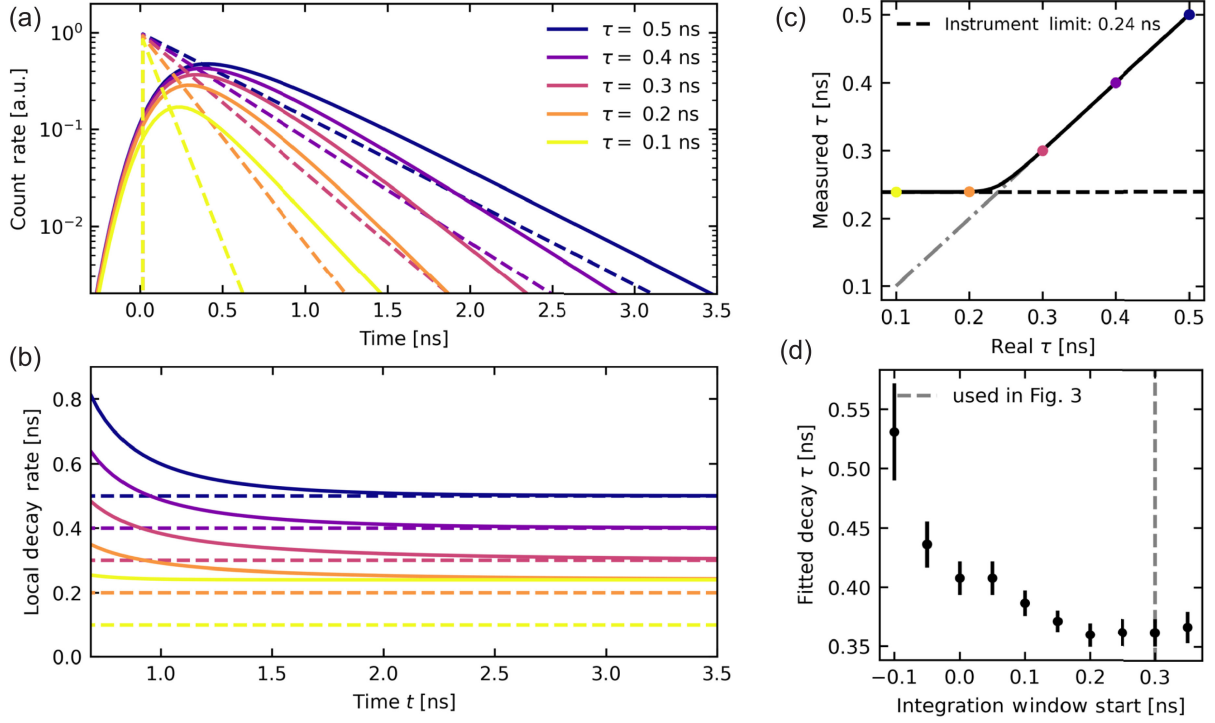 (a)
Count rate [a.u.]
10⁰
10⁻¹
10⁻²
τ = 0.5 ns
τ = 0.4 ns
τ = 0.3 ns
τ = 0.2 ns
τ = 0.1 ns
0.0 0.5 1.0 1.5 2.0 2.5 3.0 3.5
Time [ns]
(b)
Local decay rate [ns]
0.8
0.6
0.4
0.2
0.0
1.0 1.5 2.0 2.5 3.0 3.5
Time t [ns]
(c)
Measured τ [ns]
0.5
0.4
0.3
0.2
0.1
Instrument limit: 0.24 ns
0.1 0.2 0.3 0.4 0.5
Real τ [ns]
(d)
Fitted decay τ [ns]
0.55
0.50
0.45
0.40
0.35
used in Fig. 3
−0.1 0.0 0.1 0.2 0.3
Integration window start [ns]